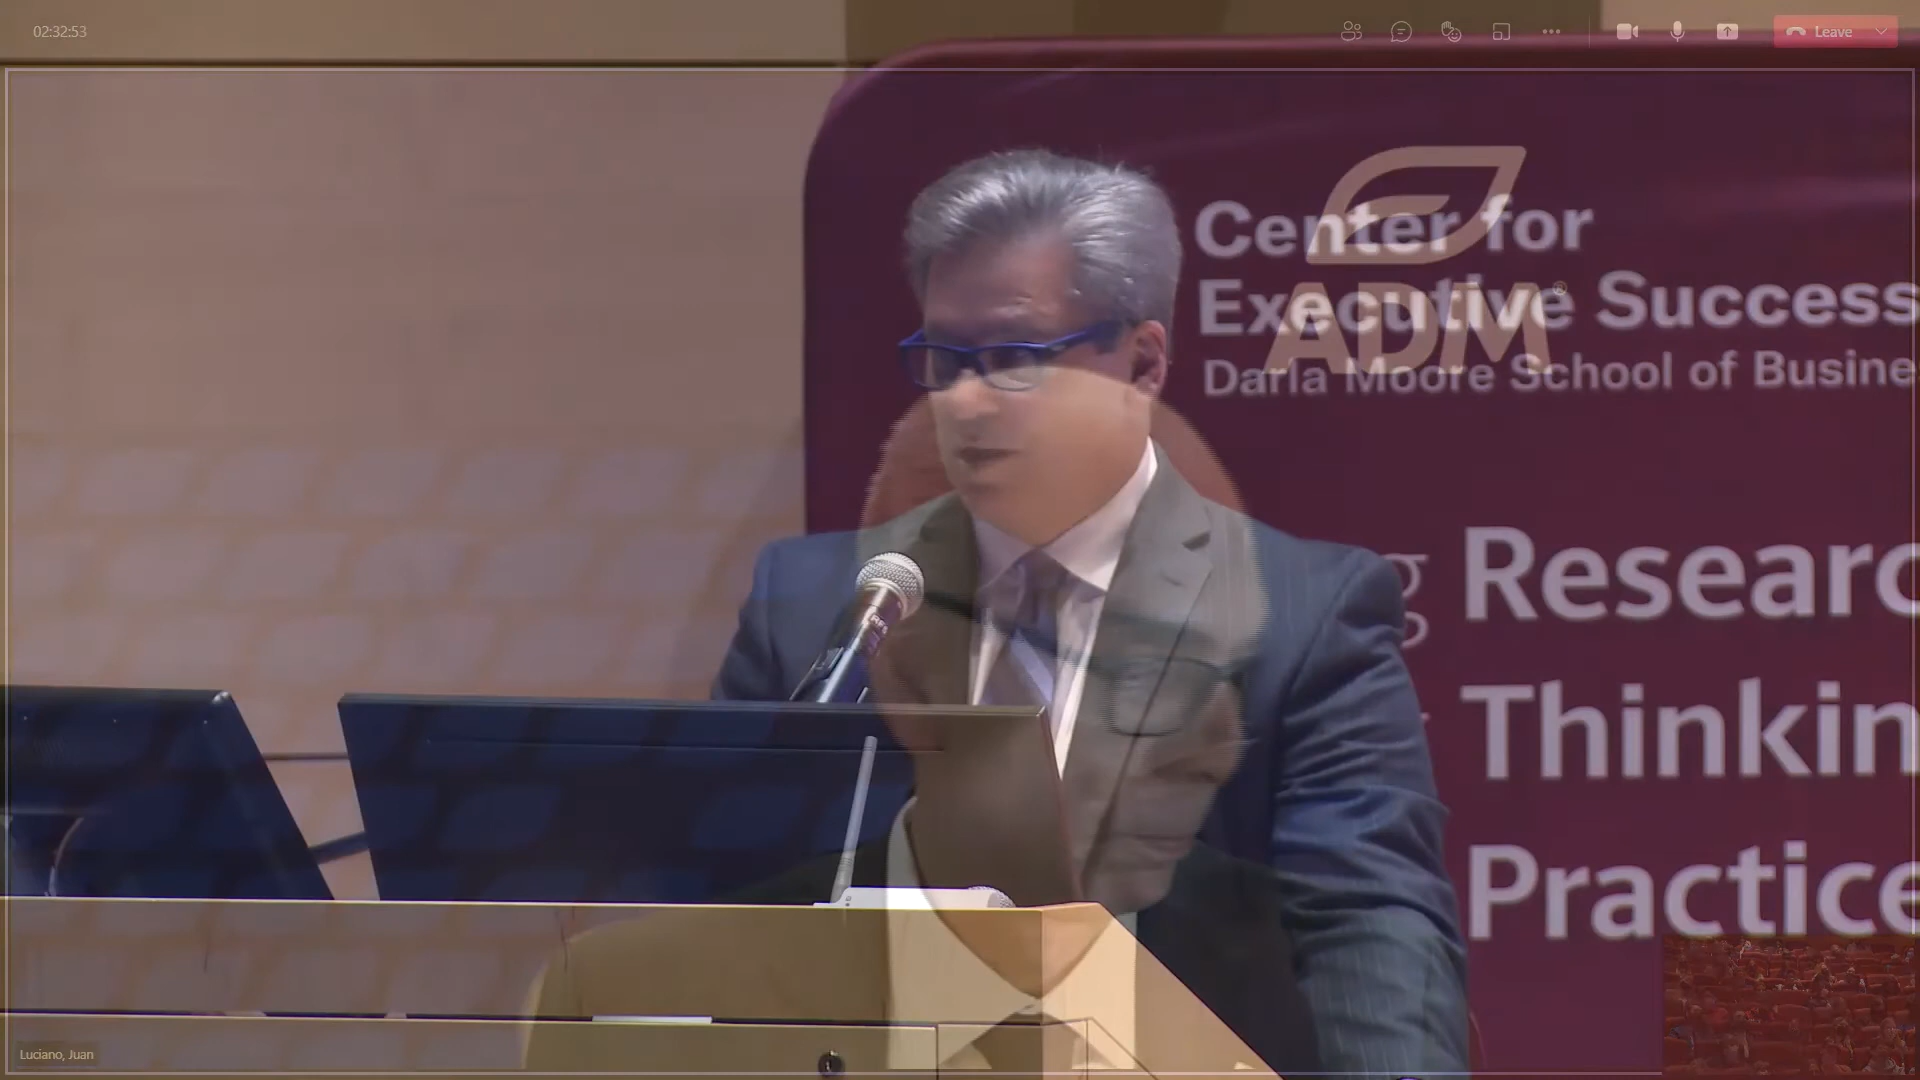 02:32:53
Leave
Center for
Executive Success
Darla Moore School of Busine
ADM®
g Researc
Thinkin
Practice
Luciano, Juan